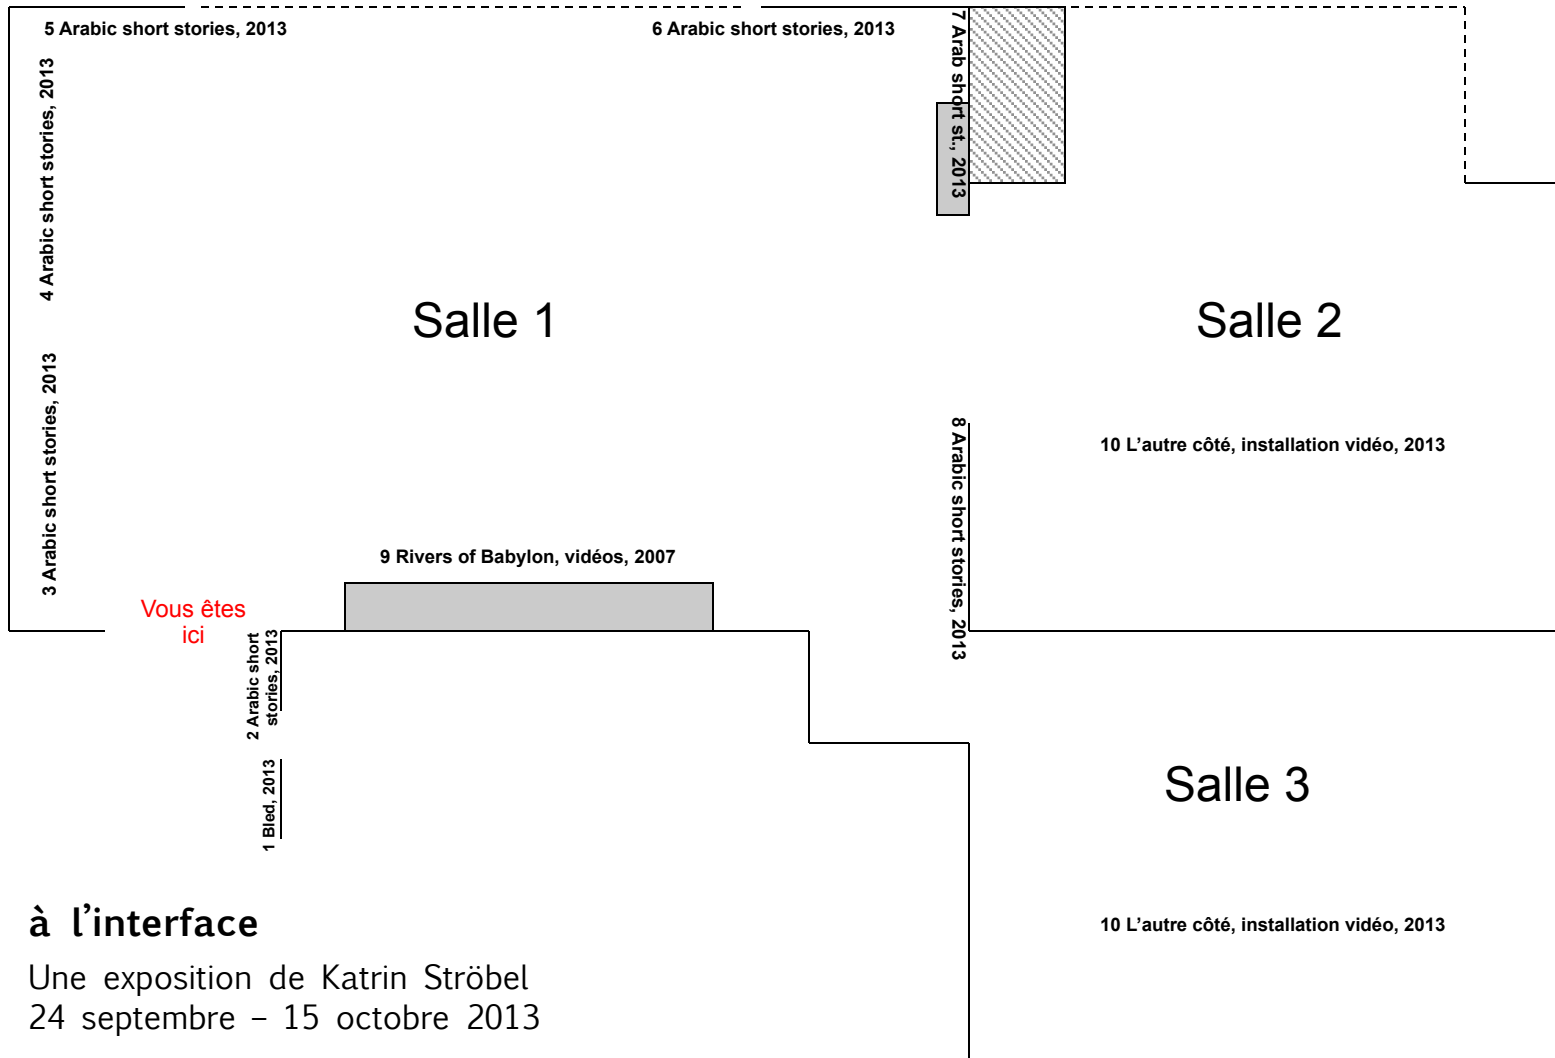 5 Arabic short stories, 2013
6 Arabic short stories, 2013
7 Arab short st., 2013
4 Arabic short stories, 2013
Salle 1
Salle 2
3 Arabic short stories, 2013
8 Arabic short stories, 2013
10 L'autre côté, installation vidéo, 2013
9 Rivers of Babylon, vidéos, 2007
Vous êtes
ici
2 Arabic short
stories, 2013
1 Bled, 2013
Salle 3
10 L'autre côté, installation vidéo, 2013
à l'interface
Une exposition de Katrin Ströbel
24 septembre – 15 octobre 2013